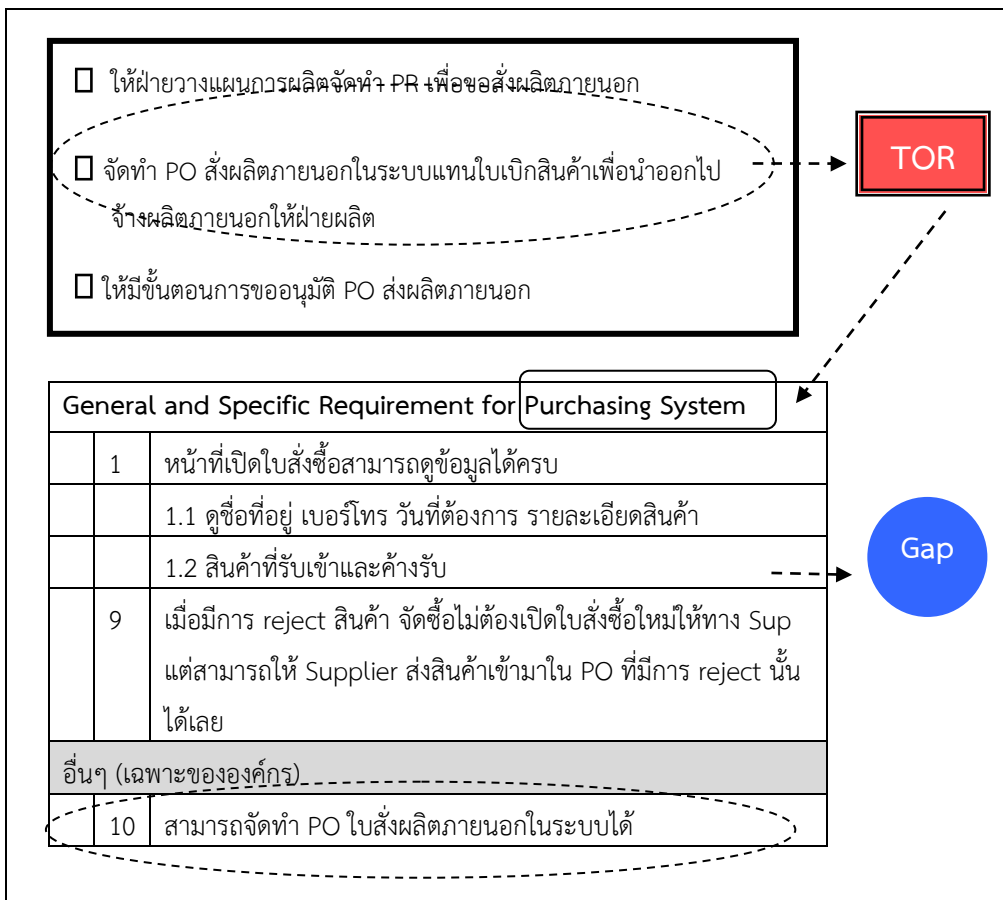 ☐ ให้ฝ่ายวางแผนการผลิตจัดทำ PR เพื่อขอสั่งผลิตภายนอก
☐ จัดทำ PO สั่งผลิตภายนอกในระบบแทนใบเบิกสินค้าเพื่อนำออกไป
จ้างผลิตภายนอกให้ฝ่ายผลิต
☐ ให้มีขั้นตอนการขออนุมัติ PO ส่งผลิตภายนอก
TOR
General and Specific Requirement for Purchasing System
1 หน้าที่เปิดใบสั่งซื้อสามารถดูข้อมูลได้ครบ
1.1 ดูชื่อที่อยู่ เบอร์โทร วันที่ต้องการ รายละเอียดสินค้า
1.2 สินค้าที่รับเข้าและค้างรับ
Gap
9 เมื่อมีการ reject สินค้า จัดซื้อไม่ต้องเปิดใบสั่งซื้อใหม่ให้ทาง Sup
แต่สามารถให้ Supplier ส่งสินค้าเข้ามาใน PO ที่มีการ reject นั้น
ได้เลย
อื่นๆ (เฉพาะขององค์กร)
10 สามารถจัดทำ PO ใบสั่งผลิตภายนอกในระบบได้